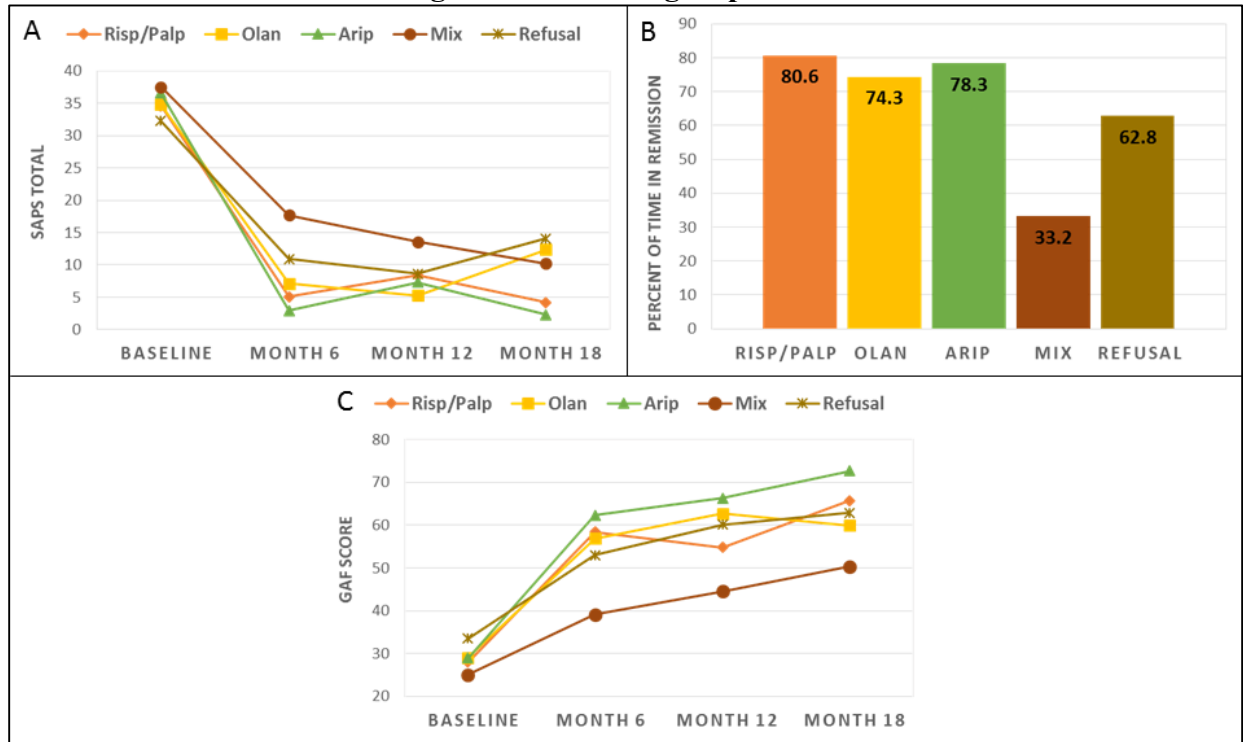 A
Risp/Palp Olan Arip Mix Refusal
SAPS TOTAL
40
35
30
25
20
15
10
5
0
BASELINE MONTH 6 MONTH 12 MONTH 18
B
PERCENT OF TIME IN REMISSION
90
80
70
60
50
40
30
20
10
0
80.6
74.3
78.3
33.2
62.8
RISP/PALP OLAN ARIP MIX REFUSAL
C
Risp/Palp Olan Arip Mix Refusal
GAF SCORE
80
70
60
50
40
30
20
BASELINE MONTH 6 MONTH 12 MONTH 18